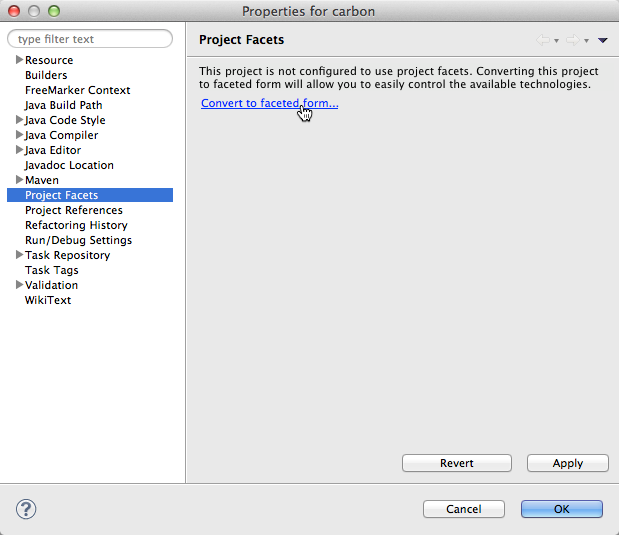 Properties for carbon
type filter text
Resource
Builders
FreeMarker Context
Java Build Path
Java Code Style
Java Compiler
Java Editor
Javadoc Location
Maven
Project Facets
Project References
Refactoring History
Run/Debug Settings
Task Repository
Task Tags
Validation
WikiText
Project Facets
This project is not configured to use project facets. Converting this project
to faceted form will allow you to easily control the available technologies.
Convert to faceted form...
Revert
Apply
?
Cancel
OK